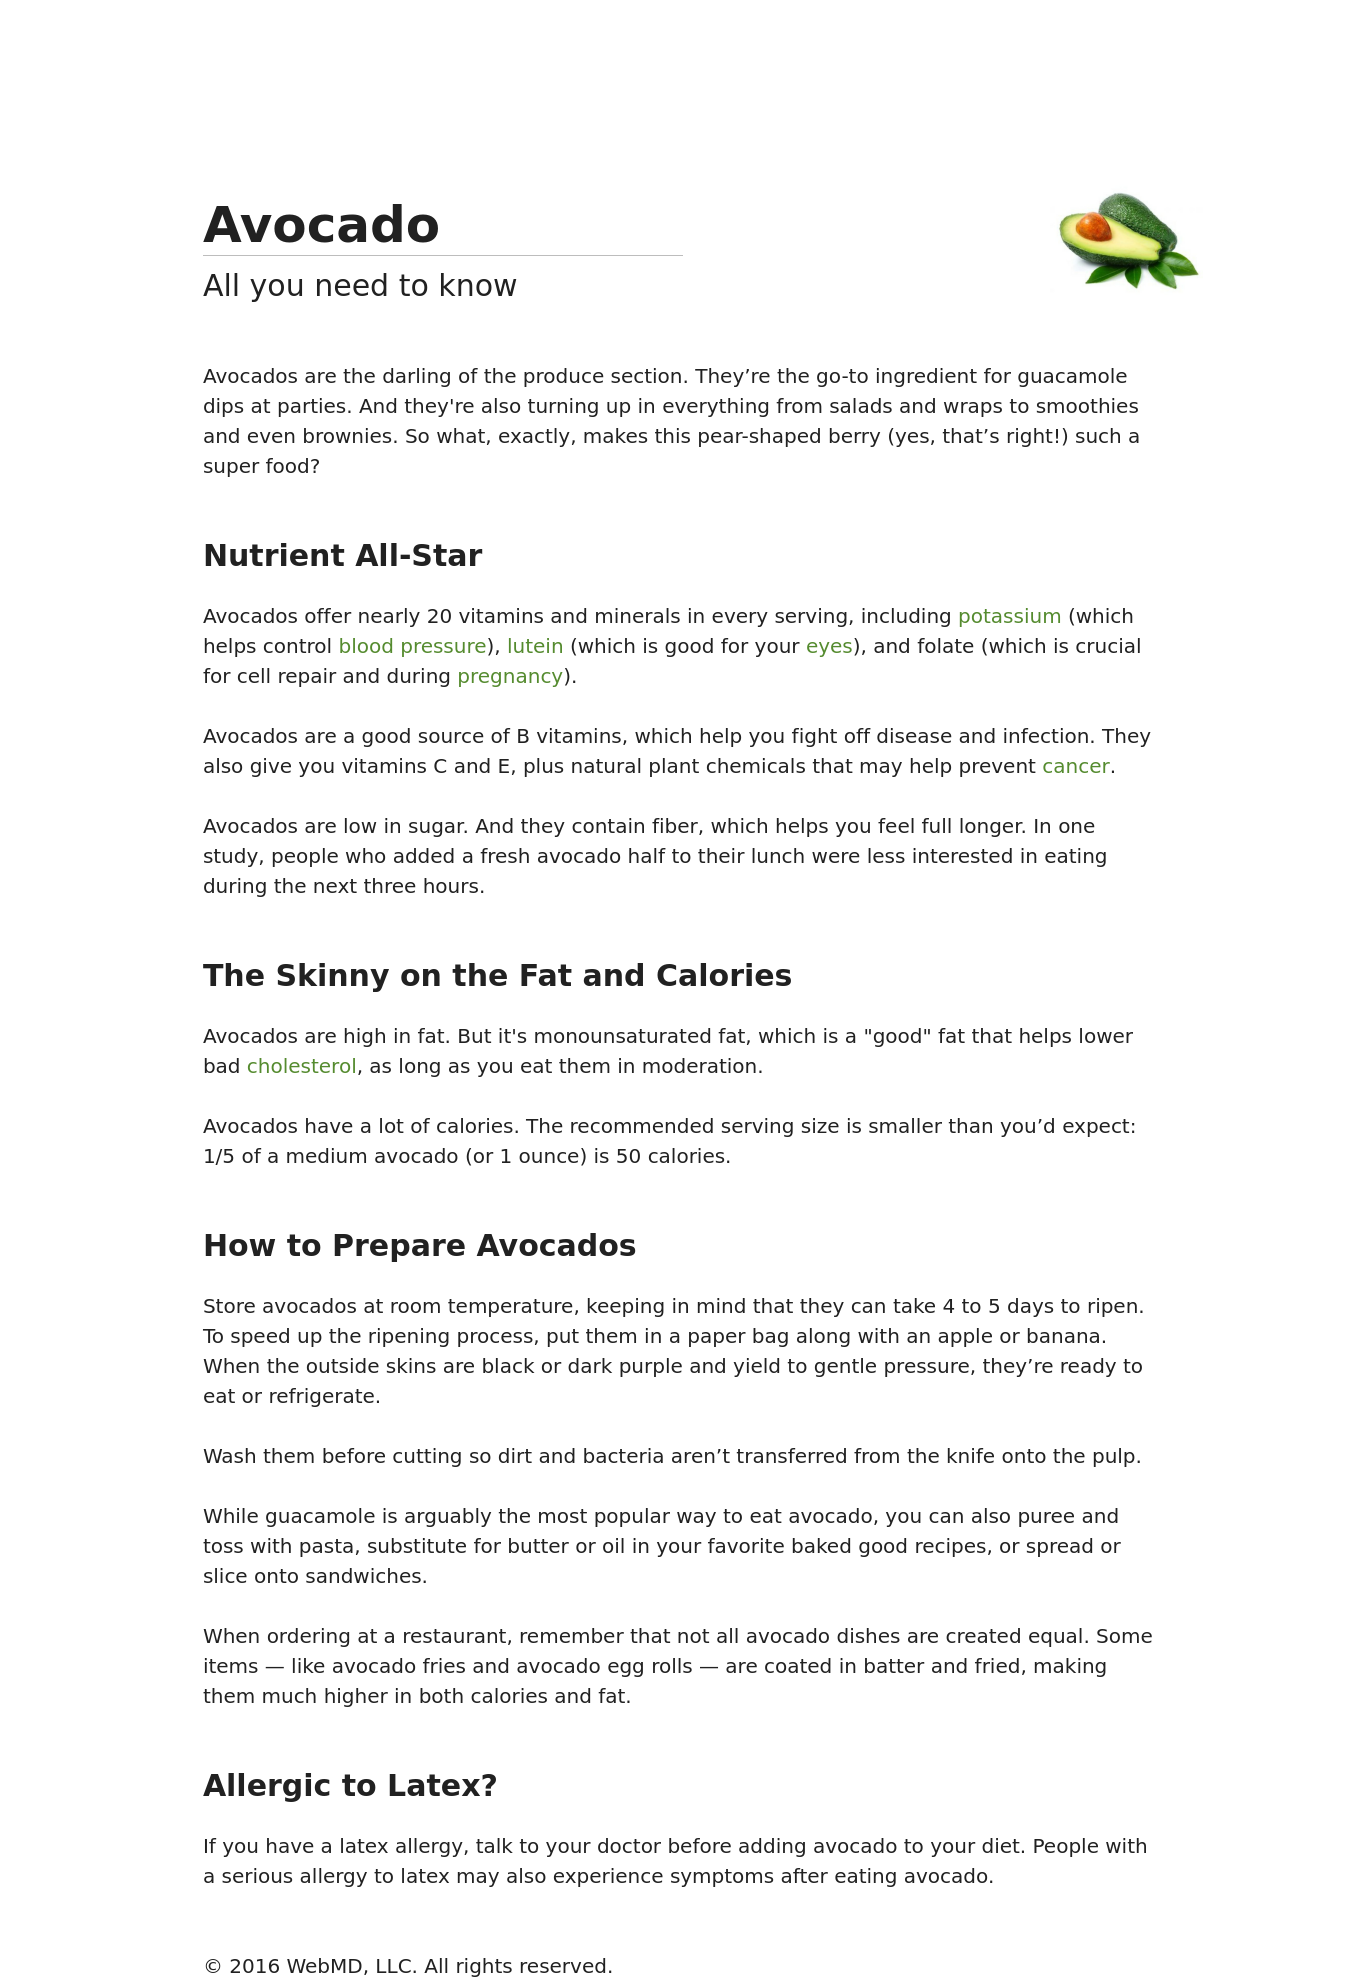 Avocado
All you need to know
Avocados are the darling of the produce section. They’re the go-to ingredient for guacamole
dips at parties. And they're also turning up in everything from salads and wraps to smoothies
and even brownies. So what, exactly, makes this pear-shaped berry (yes, that’s right!) such a
super food?
Nutrient All-Star
Avocados offer nearly 20 vitamins and minerals in every serving, including potassium (which
helps control blood pressure), lutein (which is good for your eyes), and folate (which is crucial
for cell repair and during pregnancy).
Avocados are a good source of B vitamins, which help you fight off disease and infection. They
also give you vitamins C and E, plus natural plant chemicals that may help prevent cancer.
Avocados are low in sugar. And they contain fiber, which helps you feel full longer. In one
study, people who added a fresh avocado half to their lunch were less interested in eating
during the next three hours.
The Skinny on the Fat and Calories
Avocados are high in fat. But it's monounsaturated fat, which is a "good" fat that helps lower
bad cholesterol, as long as you eat them in moderation.
Avocados have a lot of calories. The recommended serving size is smaller than you’d expect:
1/5 of a medium avocado (or 1 ounce) is 50 calories.
How to Prepare Avocados
Store avocados at room temperature, keeping in mind that they can take 4 to 5 days to ripen.
To speed up the ripening process, put them in a paper bag along with an apple or banana.
When the outside skins are black or dark purple and yield to gentle pressure, they’re ready to
eat or refrigerate.
Wash them before cutting so dirt and bacteria aren’t transferred from the knife onto the pulp.
While guacamole is arguably the most popular way to eat avocado, you can also puree and
toss with pasta, substitute for butter or oil in your favorite baked good recipes, or spread or
slice onto sandwiches.
When ordering at a restaurant, remember that not all avocado dishes are created equal. Some
items — like avocado fries and avocado egg rolls — are coated in batter and fried, making
them much higher in both calories and fat.
Allergic to Latex?
If you have a latex allergy, talk to your doctor before adding avocado to your diet. People with
a serious allergy to latex may also experience symptoms after eating avocado.
© 2016 WebMD, LLC. All rights reserved.